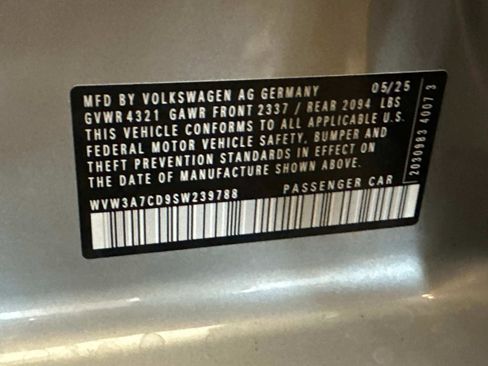 MFD BY VOLKSWAGEN AG GERMANY 05/25
GVWR 4321 GAWR FRONT 2337 / REAR 2094 LBS
THIS VEHICLE CONFORMS TO ALL APPLICABLE U.S.
FEDERAL MOTOR VEHICLE SAFETY, BUMPER AND
THEFT PREVENTION STANDARDS IN EFFECT ON
THE DATE OF MANUFACTURE SHOWN ABOVE.
WVW3A7CD9SW239788 PASSENGER CAR
2030983 4007 3